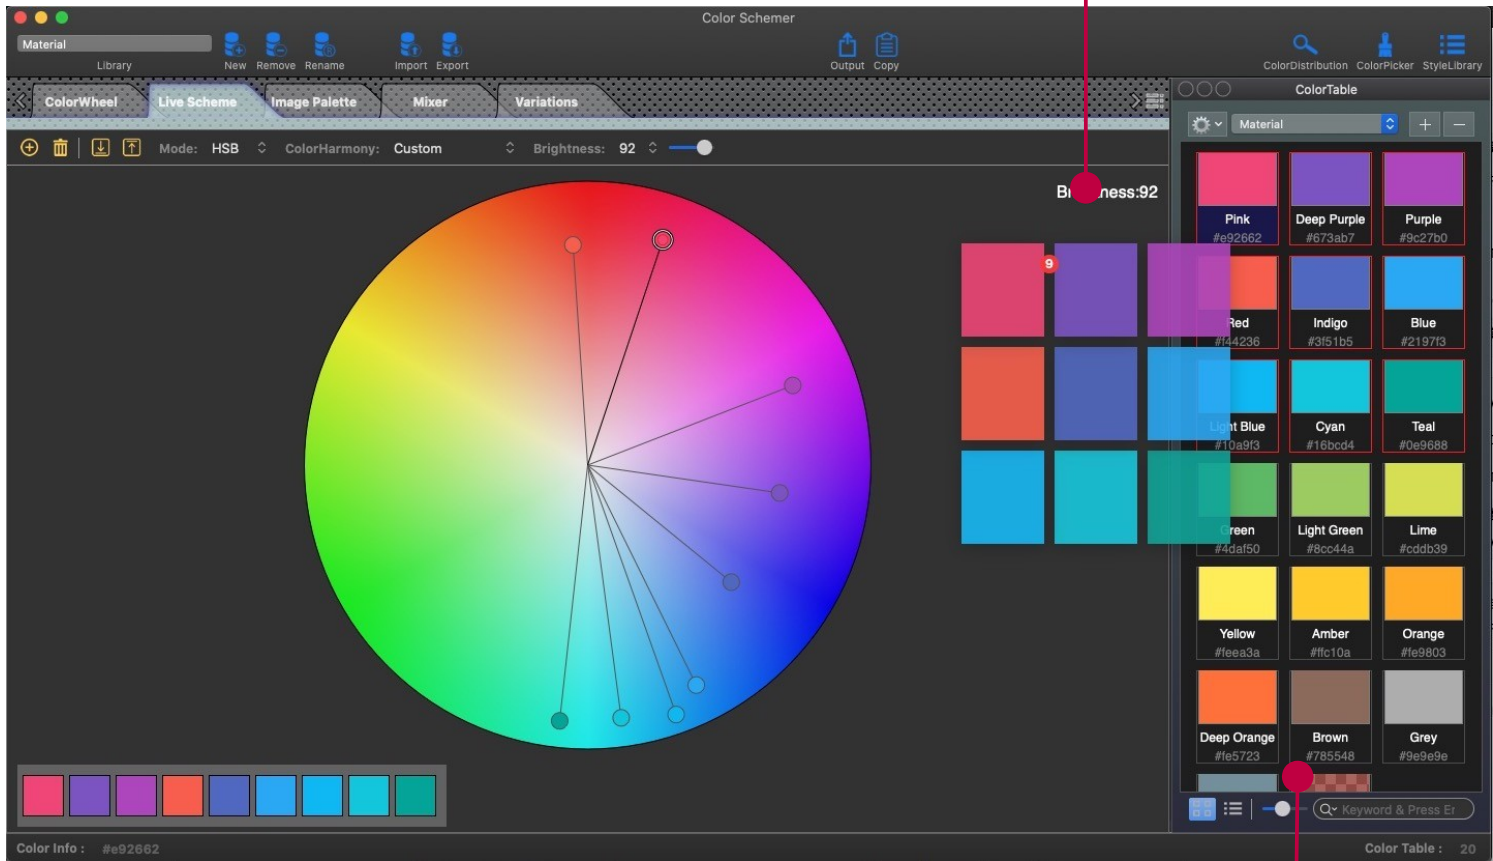 Color Schemer
Material
Library
New Remove Rename Import Export
Output Copy
ColorDistribution ColorPicker StyleLibrary
ColorWheel Live Scheme Image Palette Mixer Variations
Mode: HSB ColorHarmony: Custom Brightness: 92
:92
9
ColorTable
Material
Pink Deep Purple Purple
#e92662 #673ab7 #9c27b0
Red Indigo Blue
#f44236 #3f51b5 #2197f3
Light Blue Cyan Teal
#10a9f3 #16bcd4 #0e9688
Green Light Green Lime
#4daf50 #8cc44a #cddb39
Yellow Amber Orange
#feea3a #ffc10a #fe9803
Deep Orange Brown Grey
#fe5723 #785548 #9e9e9e
Keyword & Press Er
Color Info : #e92662
Color Table : 20